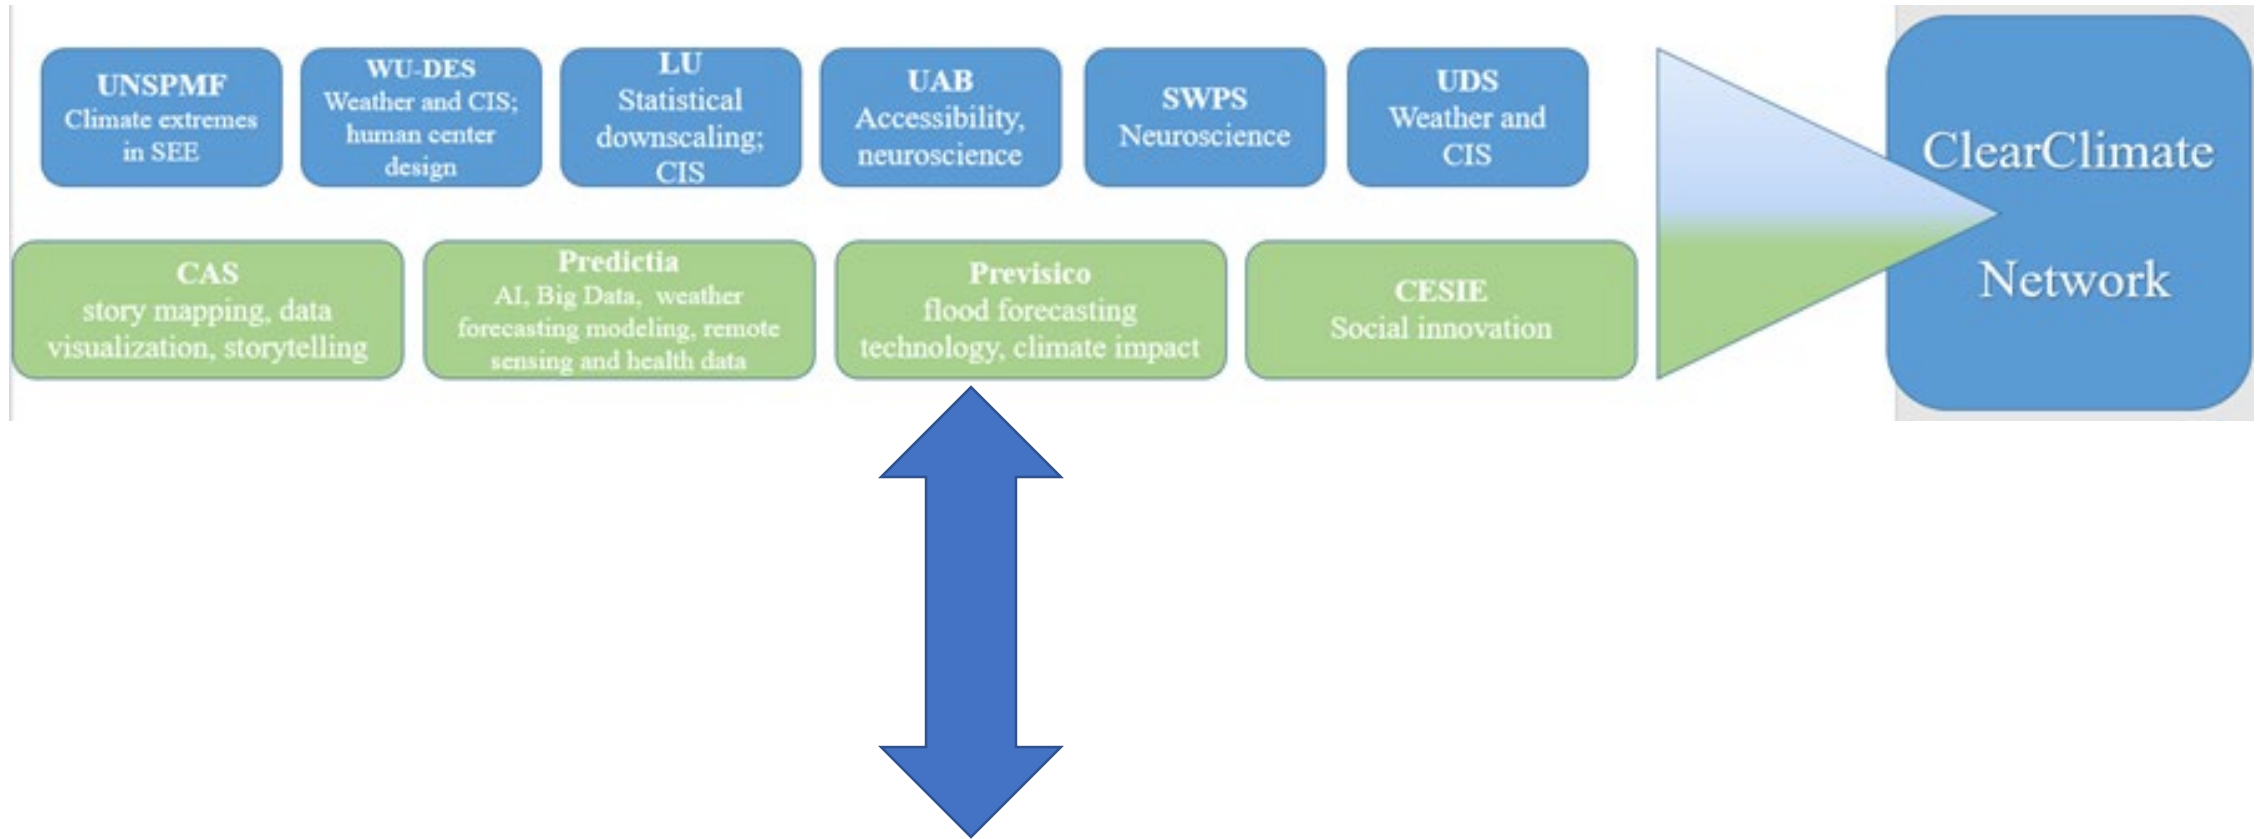 UNSPMF
Climate extremes
in SEE
WU-DES
Weather and CIS;
human center
design
LU
Statistical
downscaling;
CIS
UAB
Accessibility,
neuroscience
SWPS
Neuroscience
UDS
Weather and
CIS
CAS
story mapping, data
visualization, storytelling
Predictia
AI, Big Data, weather
forecasting modeling, remote
sensing and health data
Previsico
flood forecasting
technology, climate impact
CESIE
Social innovation
ClearClimate
Network